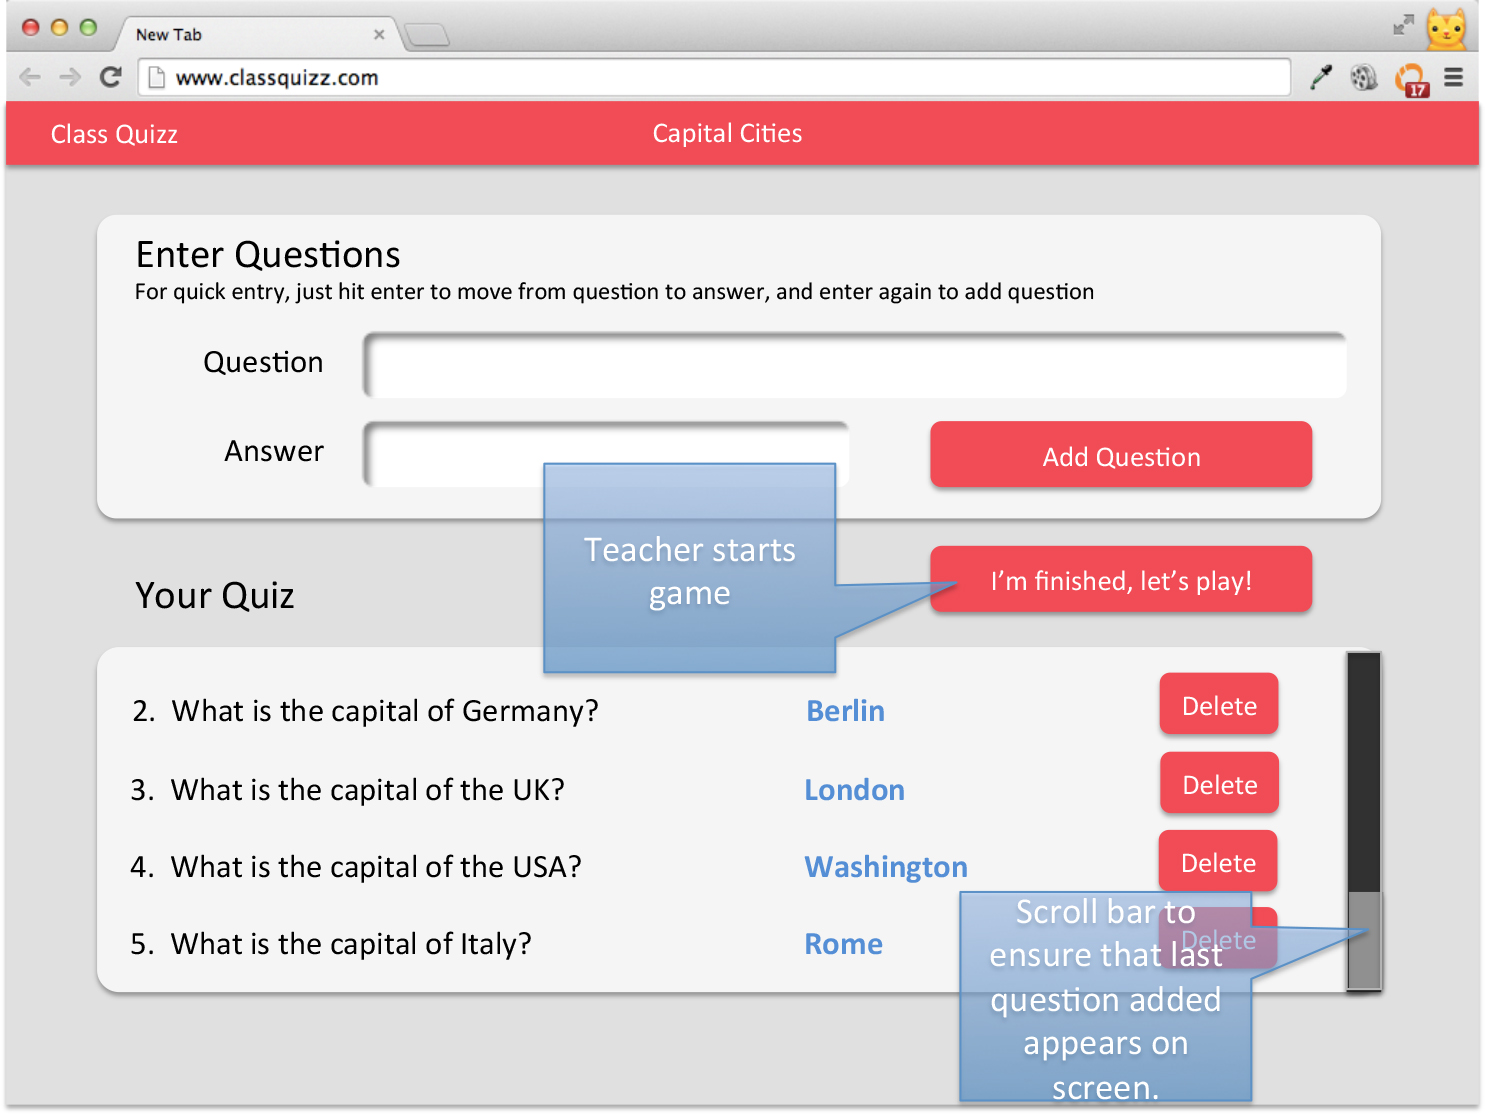 New Tab
www.classquizz.com
17
Class Quizz
Capital Cities
Enter Questions
For quick entry, just hit enter to move from question to answer, and enter again to add question
Question
Answer
Add Question
Teacher starts
game
I'm finished, let's play!
Your Quiz
2. What is the capital of Germany? Berlin Delete
3. What is the capital of the UK? London Delete
4. What is the capital of the USA? Washington Delete
5. What is the capital of Italy? Rome Delete
Scroll bar to
ensure that last
question added
appears on
screen.